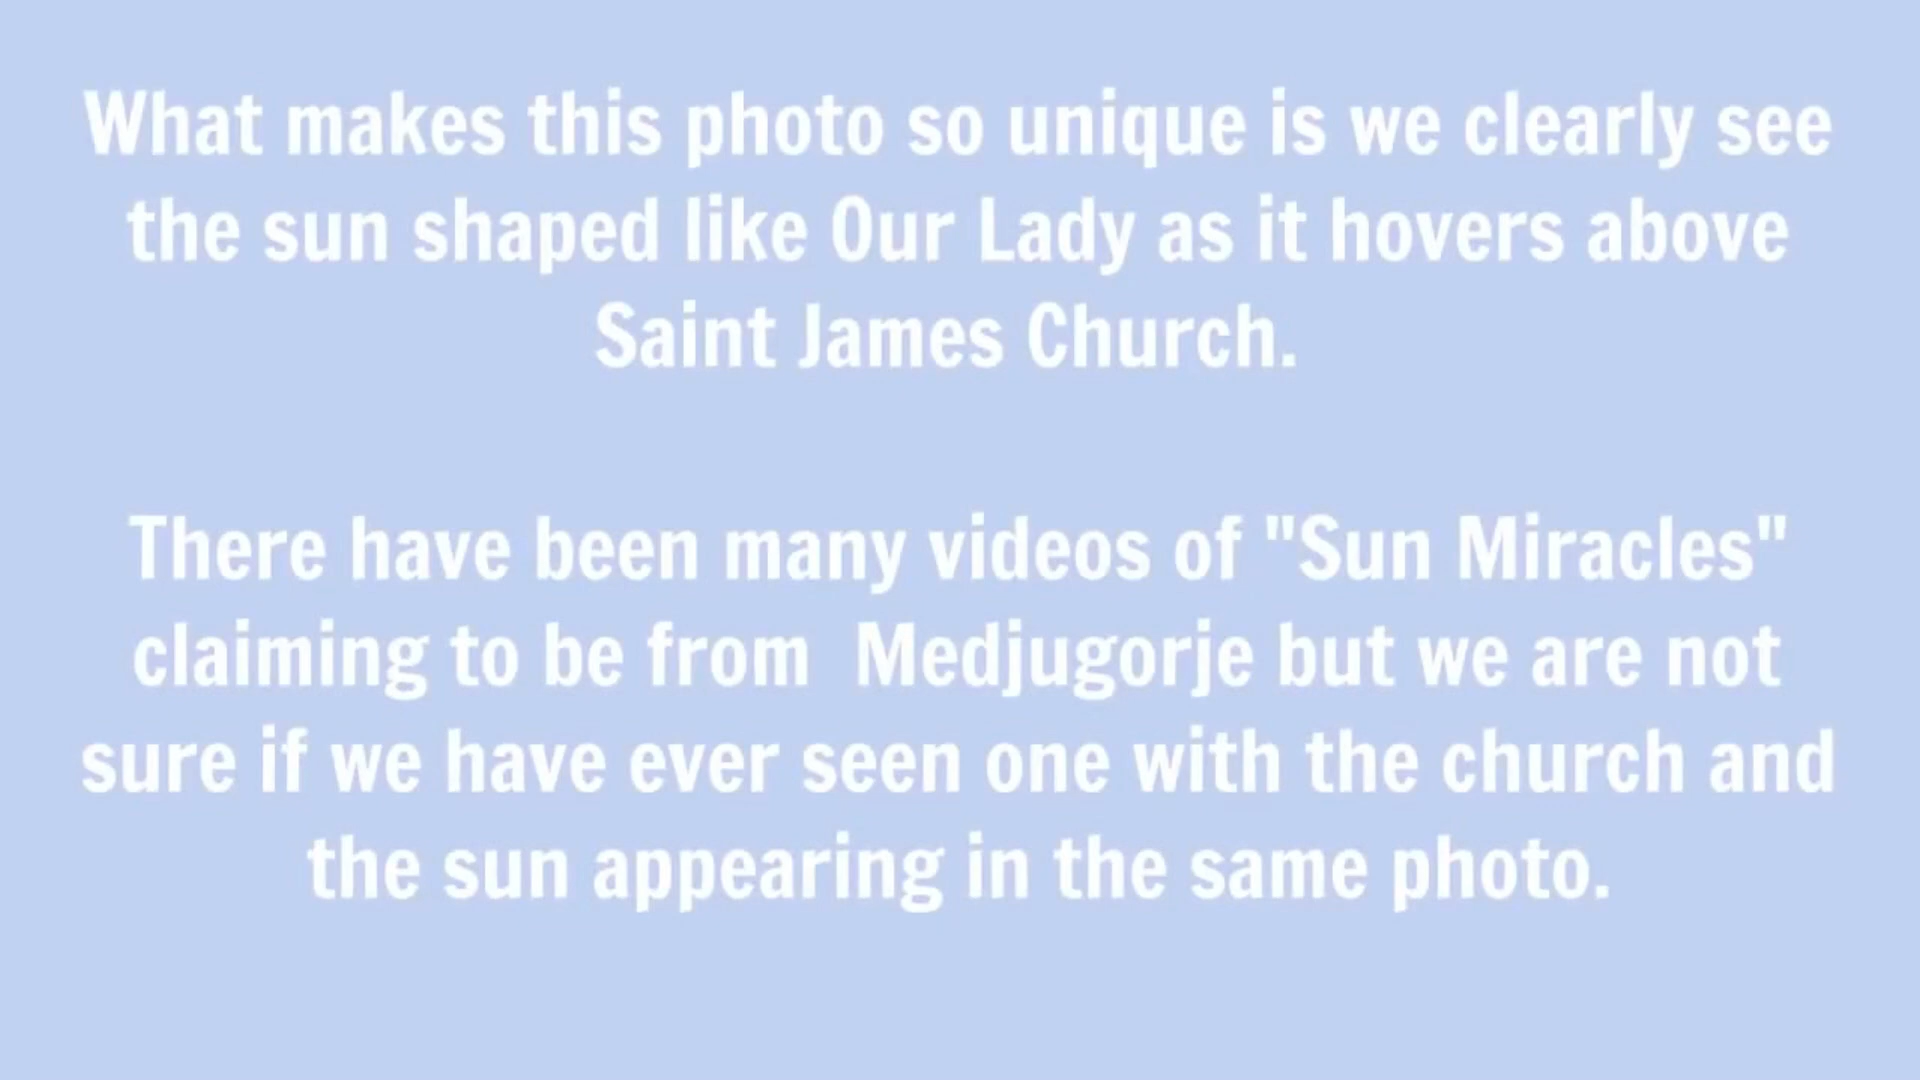 What makes this photo so unique is we clearly see
the sun shaped like Our Lady as it hovers above
Saint James Church.
There have been many videos of "Sun Miracles"
claiming to be from  Medjugorje but we are not
sure if we have ever seen one with the church and
the sun appearing in the same photo.